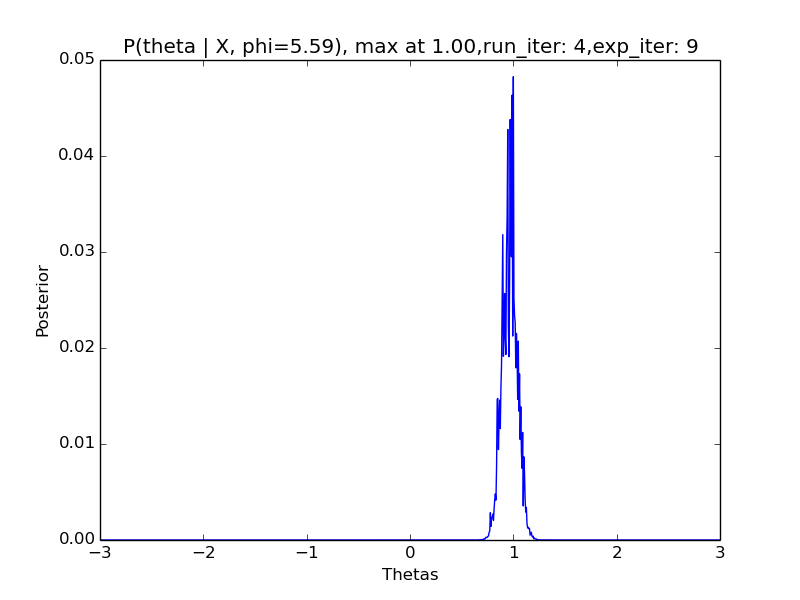 P(theta | X, phi=5.59), max at 1.00,run_iter: 4,exp_iter: 9
0.05
0.04
0.03
0.02
0.01
0.00
Posterior
−3 −2 −1 0 1 2 3
Thetas